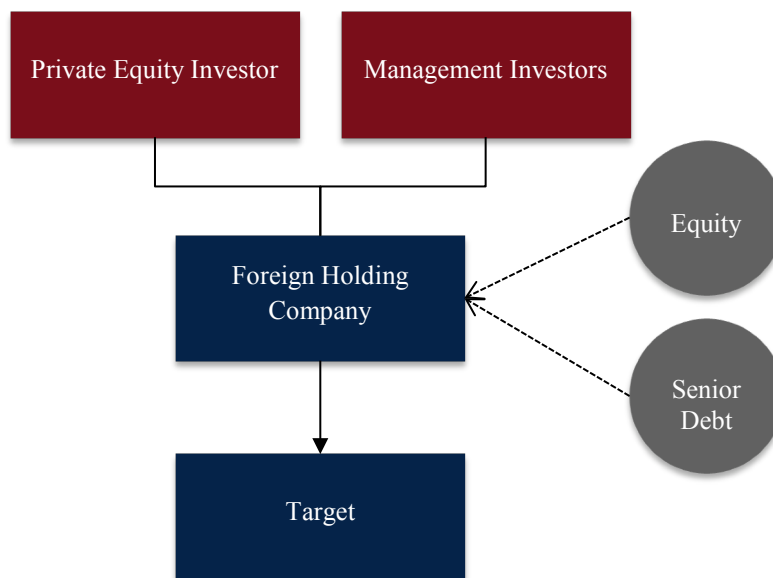 Private Equity Investor
Management Investors
Foreign Holding
Company
Equity
Senior
Debt
Target